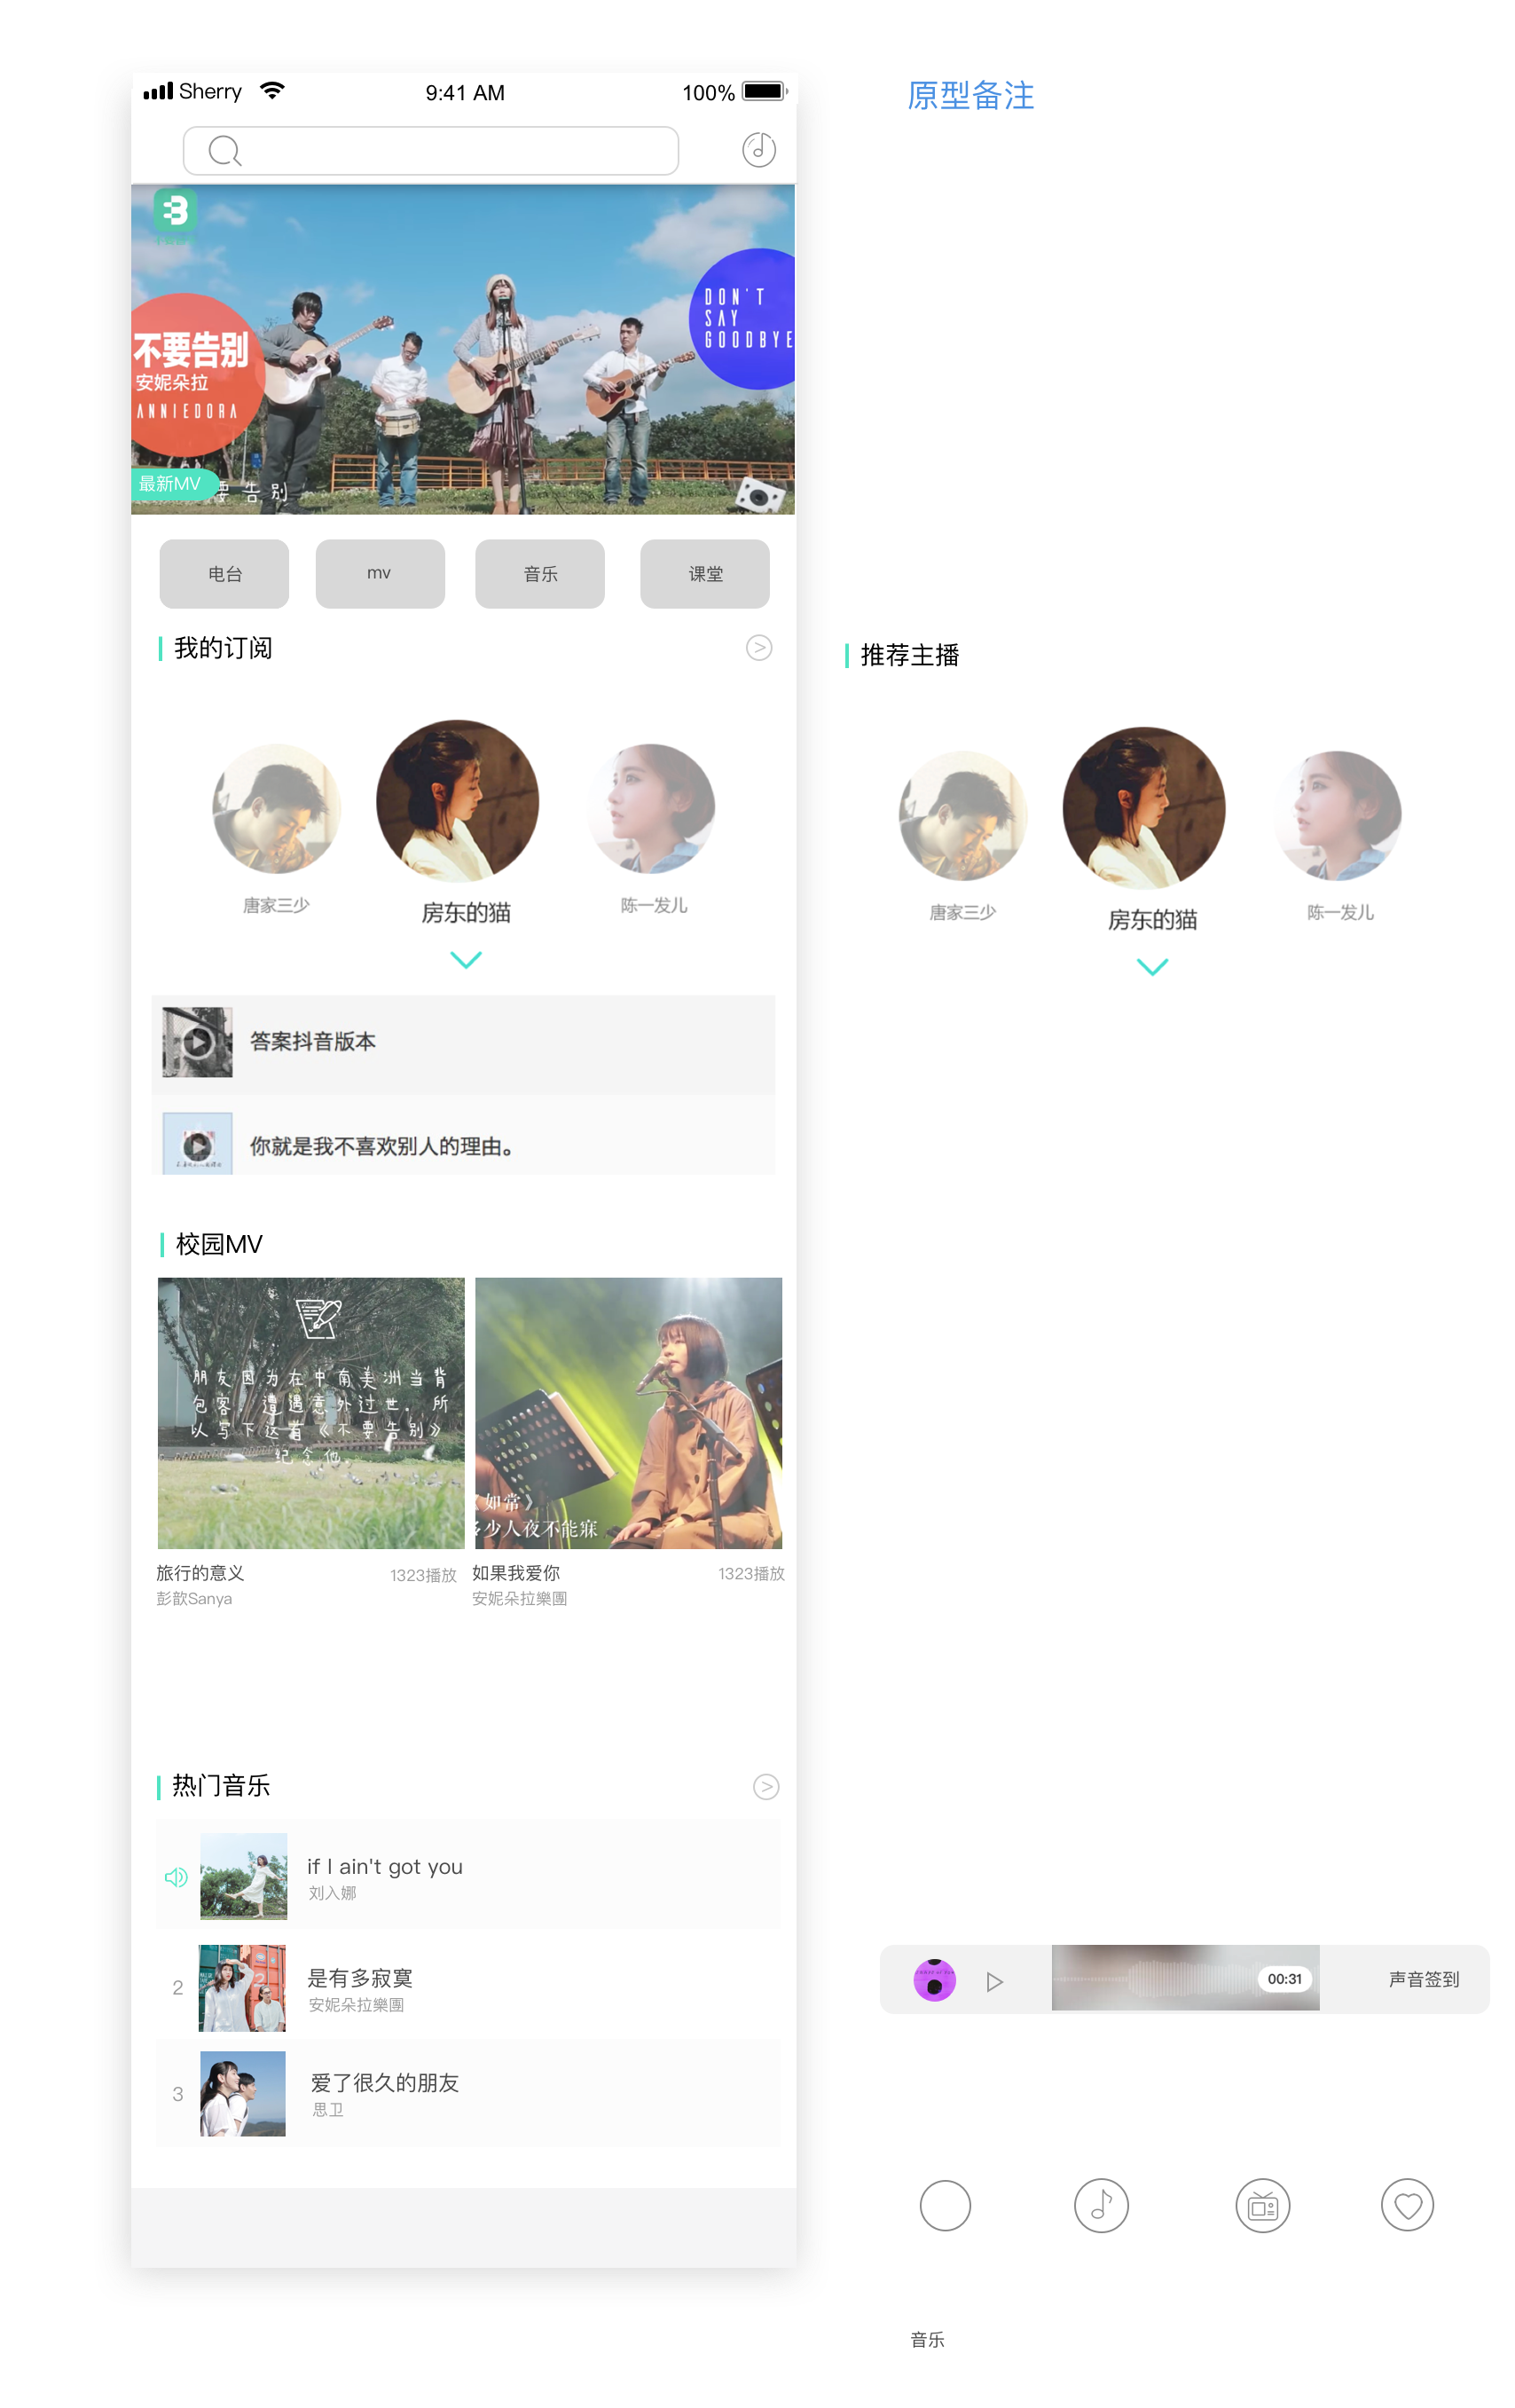 Sherry
9:41 AM
100%
原型备注
DON'T
SAY
GOODBYE
不要告别
安妮朵拉
ANNIEDORA
最新MV
要 告 别
电台
mv
音乐
课堂
我的订阅
>
推荐主播
唐家三少
房东的猫
陈一发儿
唐家三少
房东的猫
陈一发儿
答案抖音版本
你就是我不喜欢别人的理由。
校园MV
朋友因为在中南美洲当背
包客，遭遇意外过世．所
以写下这首《不要告别》
纪念他．
《如常》
多少人夜不能寐
旅行的意义
1323播放
彭歆Sanya
如果我爱你
1323播放
安妮朵拉樂團
热门音乐
>
if I ain't got you
刘入娜
2
是有多寂寞
安妮朵拉樂團
3
爱了很久的朋友
思卫
00:31
声音签到
音乐